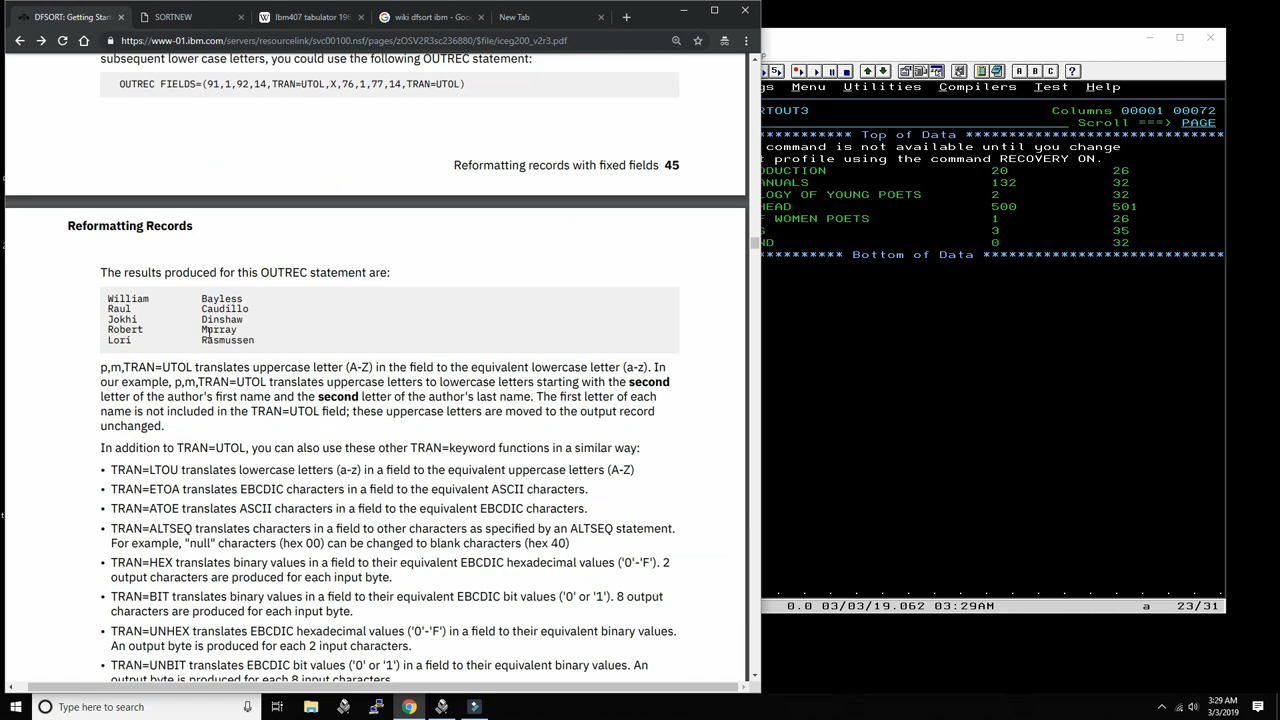 DFSORT: Getting Star
SORTNEW
Ibm407 tabulator 196
wiki dfsort ibm - Goo
New Tab
https://www-01.ibm.com/servers/resourcelink/svc00100.nsf/pages/zOSV2R3sc236880/$file/iceg200_v2r3.pdf
subsequent lower case letters, you could use the following OUTREC statement:
OUTREC FIELDS=(91,1,92,14,TRAN=UTOL,X,76,1,77,14,TRAN=UTOL)
Reformatting records with fixed fields 45
Reformatting Records
The results produced for this OUTREC statement are:
William Bayless
Raul Caudillo
Jokhi Dinshaw
Robert Murray
Lori Rasmussen
p,m,TRAN=UTOL translates uppercase letter (A-Z) in the field to the equivalent lowercase letter (a-z). In
our example, p,m,TRAN=UTOL translates uppercase letters to lowercase letters starting with the second
letter of the author's first name and the second letter of the author's last name. The first letter of each
name is not included in the TRAN=UTOL field; these uppercase letters are moved to the output record
unchanged.
In addition to TRAN=UTOL, you can also use these other TRAN=keyword functions in a similar way:
• TRAN=LTOU translates lowercase letters (a-z) in a field to the equivalent uppercase letters (A-Z)
• TRAN=ETOA translates EBCDIC characters in a field to the equivalent ASCII characters.
• TRAN=ATOE translates ASCII characters in a field to the equivalent EBCDIC characters.
• TRAN=ALTSEQ translates characters in a field to other characters as specified by an ALTSEQ statement.
For example, "null" characters (hex 00) can be changed to blank characters (hex 40)
• TRAN=HEX translates binary values in a field to their equivalent EBCDIC hexadecimal values ('0'-'F'). 2
output characters are produced for each input byte.
• TRAN=BIT translates binary values in a field to their equivalent EBCDIC bit values ('0' or '1'). 8 output
characters are produced for each input byte.
• TRAN=UNHEX translates EBCDIC hexadecimal values ('0'-'F') in a field to their equivalent binary values.
An output byte is produced for each 2 input characters.
• TRAN=UNBIT translates EBCDIC bit values ('0' or '1') in a field to their equivalent binary values. An
output byte is produced for each 8 input characters.
A B C ?
gs Menu Utilities Compilers Test Help
RTOUT3 Columns 00001 00072
Scroll ===> PAGE
********* Top of Data **********************
command is not available until you change
t profile using the command RECOVERY ON.
ODUCTION 20 26
ANUALS 132 32
LOGY OF YOUNG POETS 2 32
HEAD 500 501
F WOMEN POETS 1 26
G 3 35
ND 0 32
******** Bottom of Data ********************
0.0 03/03/19.062 03:29AM a 23/31
Type here to search
3:29 AM
3/3/2019